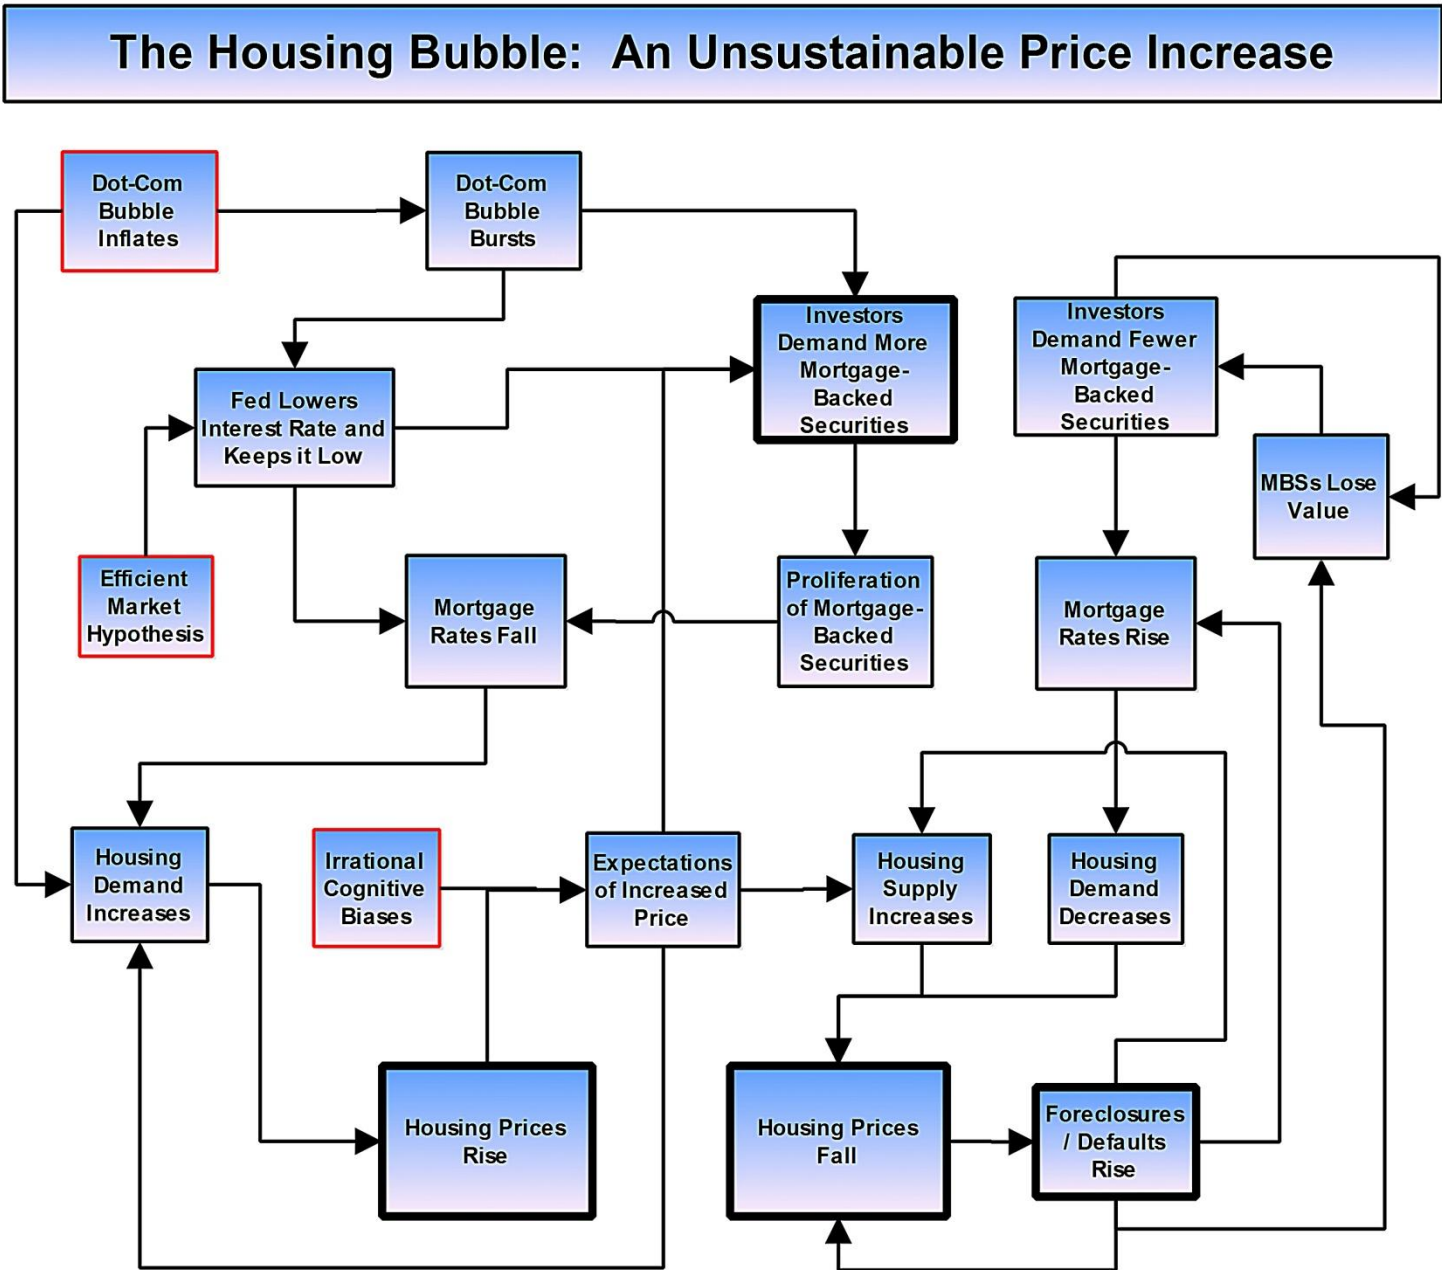 The Housing Bubble:  An Unsustainable Price Increase
Dot-Com
Bubble
Inflates
Dot-Com
Bubble
Bursts
Investors
Demand More
Mortgage-
Backed
Securities
Investors
Demand Fewer
Mortgage-
Backed
Securities
Fed Lowers
Interest Rate and
Keeps it Low
MBSs Lose
Value
Efficient
Market
Hypothesis
Mortgage
Rates Fall
Proliferation
of Mortgage-
Backed
Securities
Mortgage
Rates Rise
Housing
Demand
Increases
Irrational
Cognitive
Biases
Expectations
of Increased
Price
Housing
Supply
Increases
Housing
Demand
Decreases
Housing Prices
Rise
Housing Prices
Fall
Foreclosures
/ Defaults
Rise